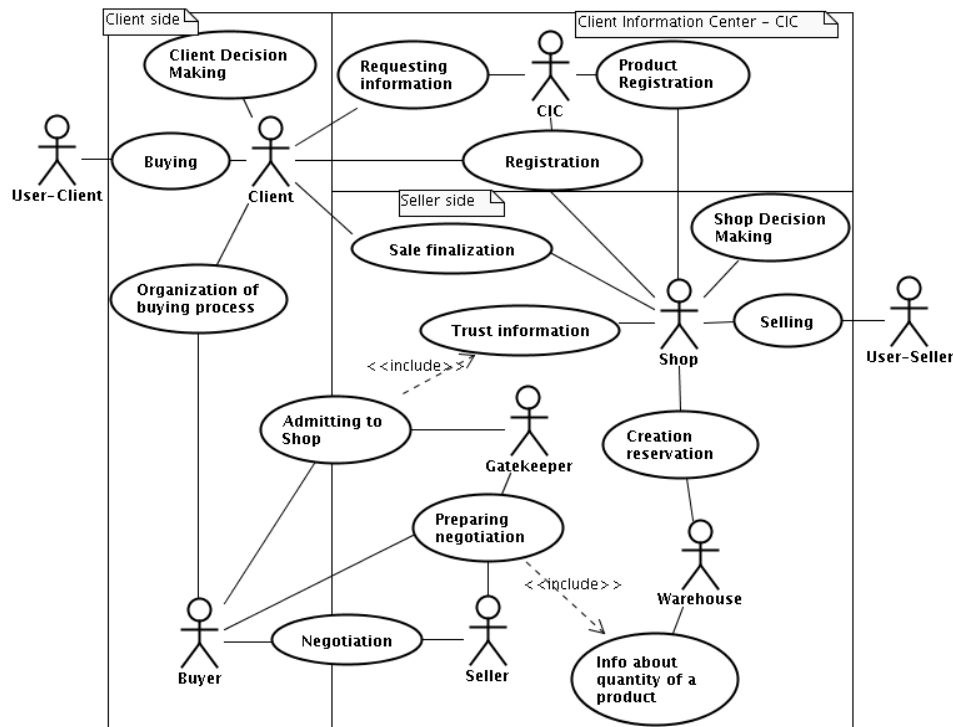 Client side
Client Information Center - CIC
Client Decision
Making
Requesting
information
Product
Registration
CIC
Buying
Registration
User-Client
Client
Seller side
Shop Decision
Making
Sale finalization
Organization of
buying process
Trust information
Selling
Shop
User-Seller
<<include>>
Admitting to
Shop
Creation
reservation
Gatekeeper
Preparing
negotiation
<<include>>
Warehouse
Negotiation
Buyer
Seller
Info about
quantity of a
product